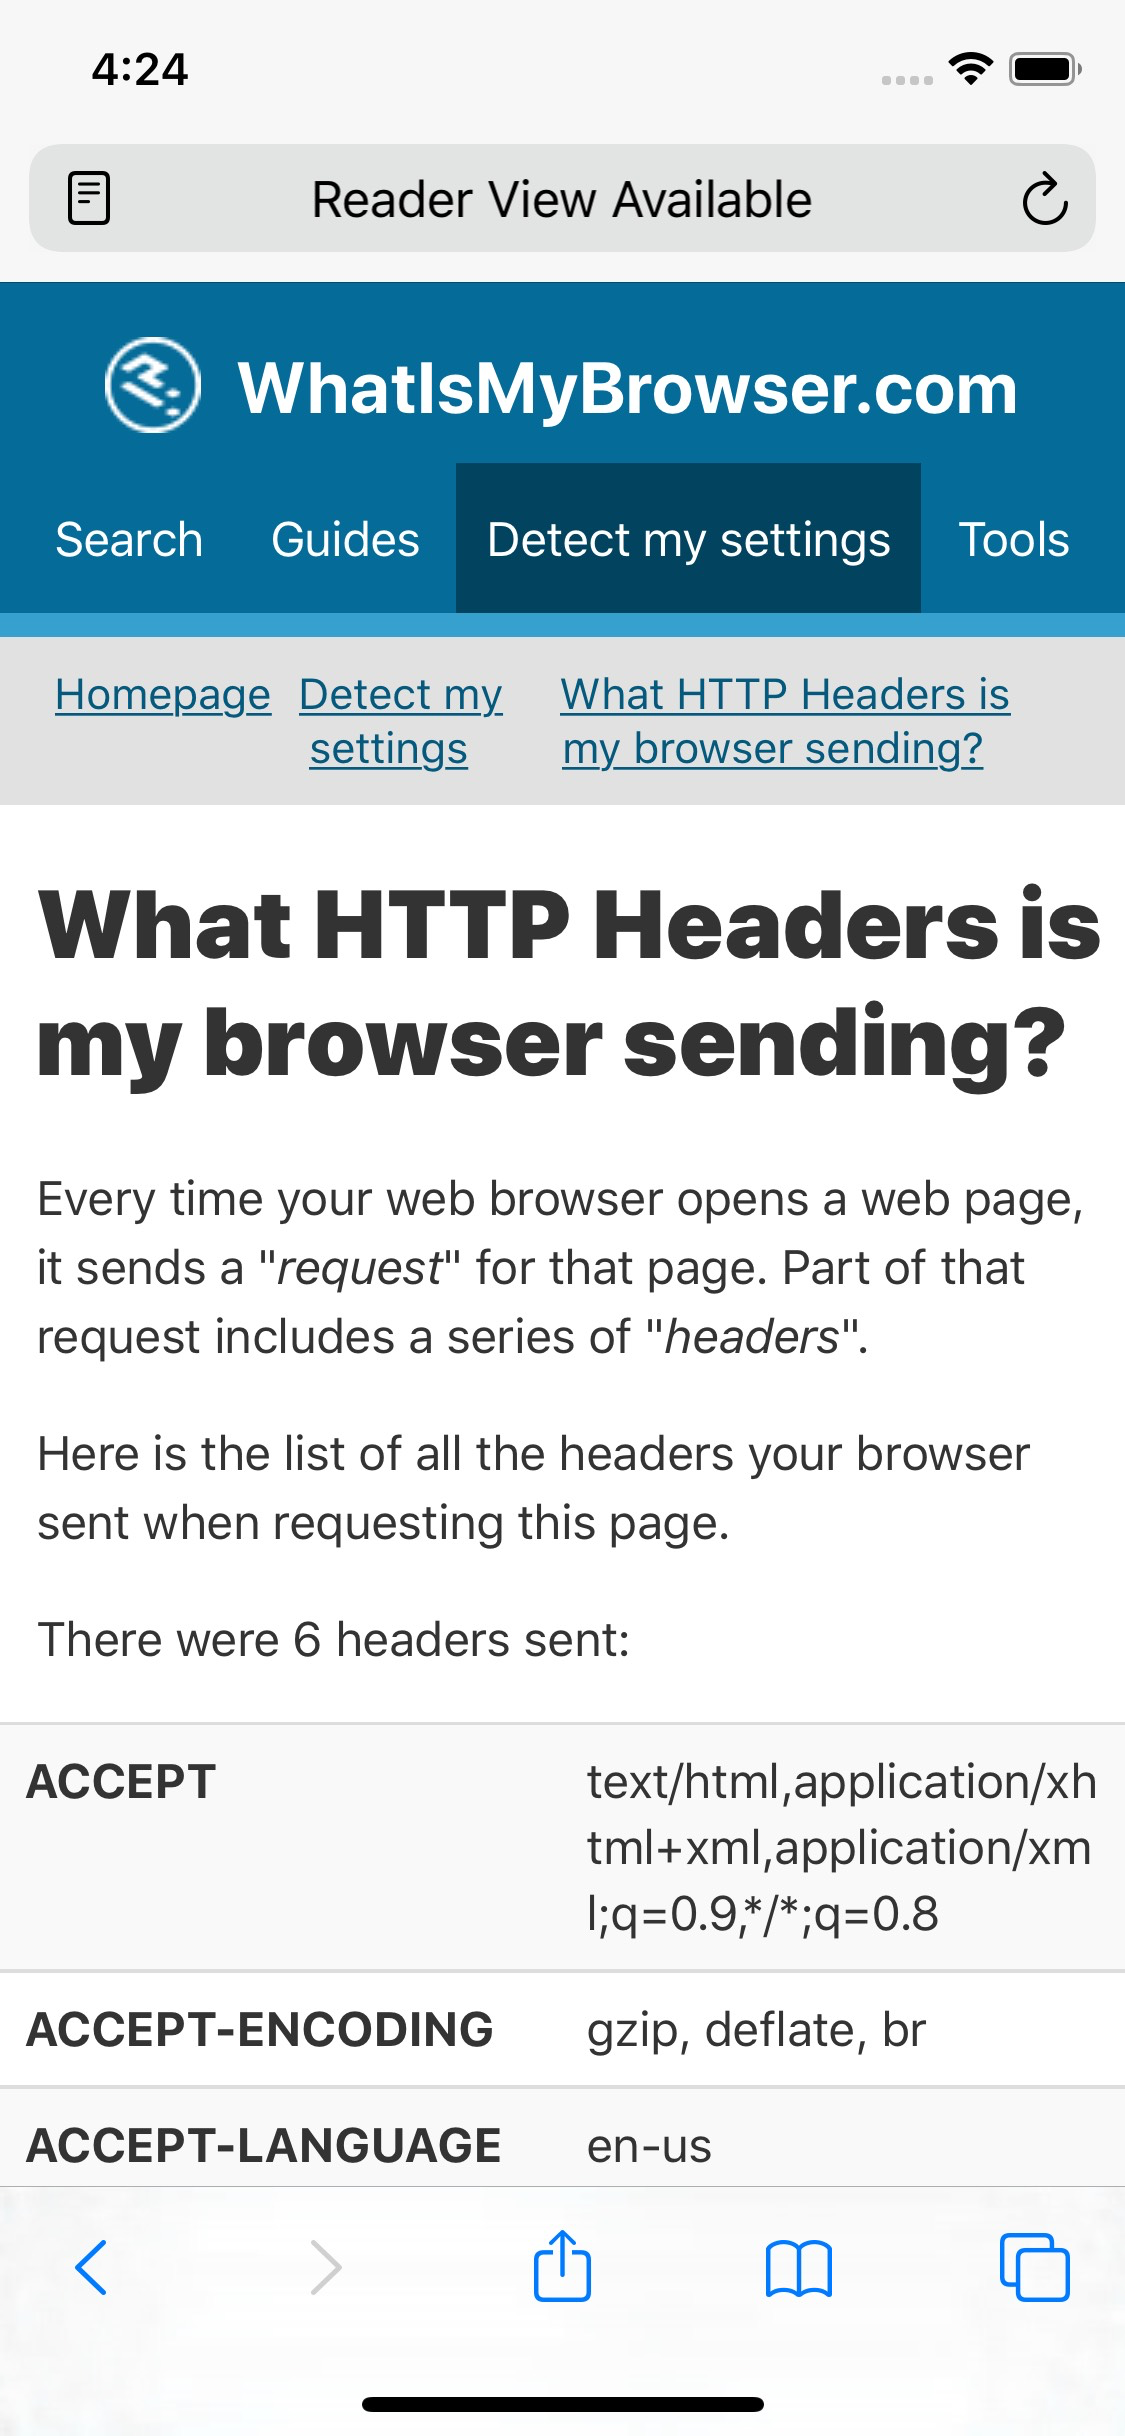 4:24
Reader View Available
WhatIsMyBrowser.com
Search Guides Detect my settings Tools
Homepage Detect my settings What HTTP Headers is my browser sending?
What HTTP Headers is
my browser sending?
Every time your web browser opens a web page,
it sends a "request" for that page. Part of that
request includes a series of "headers".
Here is the list of all the headers your browser
sent when requesting this page.
There were 6 headers sent:
ACCEPT text/html,application/xh
tml+xml,application/xm
l;q=0.9,*/*;q=0.8
ACCEPT-ENCODING gzip, deflate, br
ACCEPT-LANGUAGE en-us